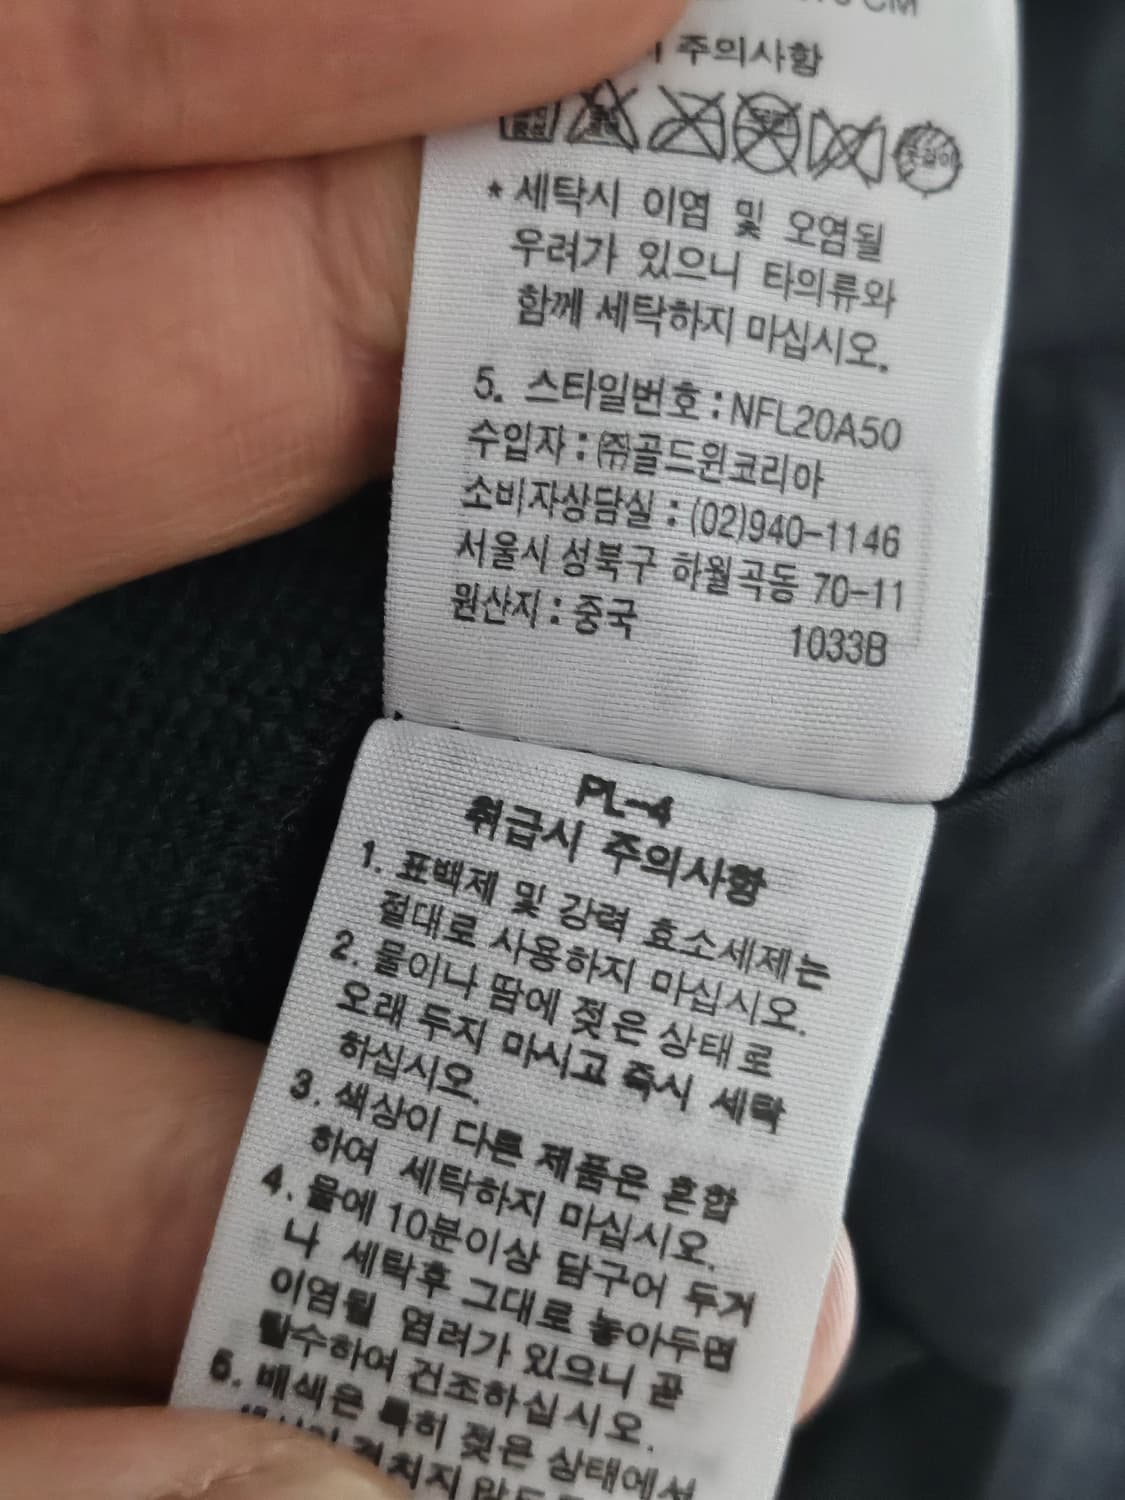 CM
주의사항
* 세탁시 이염 및 오염될
우려가 있으니 타의류와
함께 세탁하지 마십시오.
5. 스타일번호 : NFL20A50
수입자 : ㈜골드윈코리아
소비자상담실 : (02)940-1146
서울시 성북구 하월곡동 70-11
원산지 : 중국 1033B
PL-4
취급시 주의사항
1. 표백제 및 강력 효소세제는
절대로 사용하지 마십시오.
2. 물이나 땀에 젖은 상태로
오래 두지 마시고 즉시 세탁
하십시오.
3. 색상이 다른 제품은 혼합
하여 세탁하지 마십시오.
4. 물에 10분이상 담구어 두거
나 세탁후 그대로 놓아두면
이염될 염려가 있으니 곧
탈수하여 건조하십시오.
5. 배색은 특히 젖은 상태에서